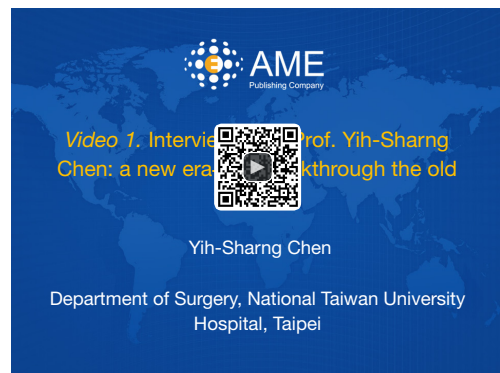 AME
Publishing Company
Video 1. Intervie Prof. Yih-Sharng
Chen: a new era kthrough the old
Yih-Sharng Chen
Department of Surgery, National Taiwan University
Hospital, Taipei